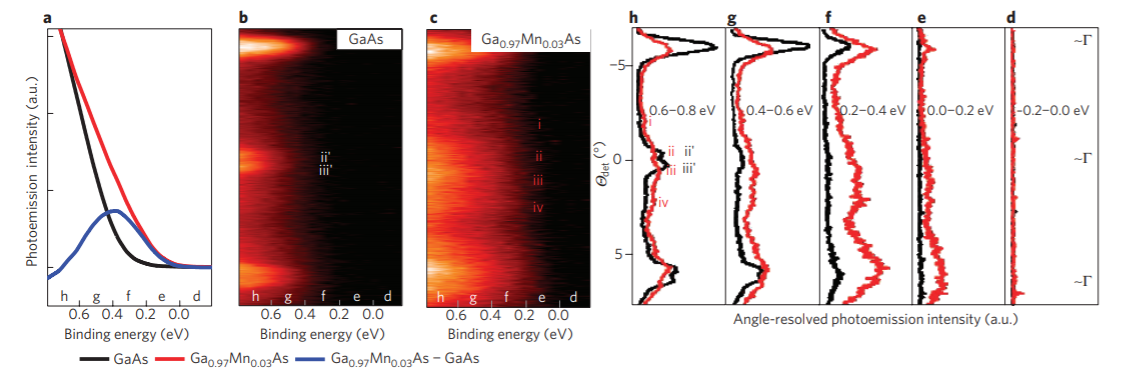 a
Photoemission intensity (a.u.)
h g f e d
0.6 0.4 0.2 0.0
Binding energy (eV)
b
GaAs
ii'
iii'
h g f e d
0.6 0.4 0.2 0.0
Binding energy (eV)
c
Ga0.97Mn0.03As
i
ii
iii
iv
h g f e d
0.6 0.4 0.2 0.0
Binding energy (eV)
GaAs Ga0.97Mn0.03As Ga0.97Mn0.03As – GaAs
h g f e d
~Γ
−5
0.6–0.8 eV 0.4–0.6 eV 0.2–0.4 eV 0.0–0.2 eV -0.2–0.0 eV
i
ii ii'
0 ~Γ
iii iii'
Θdet (°)
iv
5
~Γ
Angle-resolved photoemission intensity (a.u.)